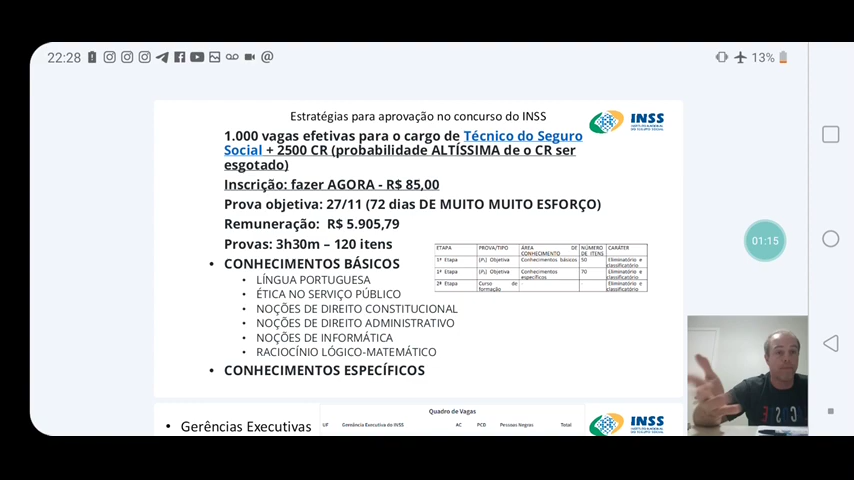 22:28
13%
Estratégias para aprovação no concurso do INSS
INSS
1.000 vagas efetivas para o cargo de Técnico do Seguro
Social + 2500 CR (probabilidade ALTÍSSIMA de o CR ser
esgotado)
Inscrição: fazer AGORA - R$ 85,00
Prova objetiva: 27/11 (72 dias DE MUITO MUITO ESFORÇO)
Remuneração: R$ 5.905,79
Provas: 3h30m – 120 itens
ETAPA PROVA/TIPO ÁREA DE CONHECIMENTO NÚMERO DE ITENS CARÁTER
1ª Etapa (P₁) Objetiva Conhecimentos básicos 50 Eliminatório e classificatório
1ª Etapa (P₂) Objetiva Conhecimentos específicos 70 Eliminatório e classificatório
2ª Etapa Curso de formação - - Eliminatório e classificatório
• CONHECIMENTOS BÁSICOS
• LÍNGUA PORTUGUESA
• ÉTICA NO SERVIÇO PÚBLICO
• NOÇÕES DE DIREITO CONSTITUCIONAL
• NOÇÕES DE DIREITO ADMINISTRATIVO
• NOÇÕES DE INFORMÁTICA
• RACIOCÍNIO LÓGICO-MATEMÁTICO
• CONHECIMENTOS ESPECÍFICOS
01:15
Quadro de Vagas
• Gerências Executivas
UF Gerência Executiva do INSS AC PCD Pessoas Negras Total
INSS